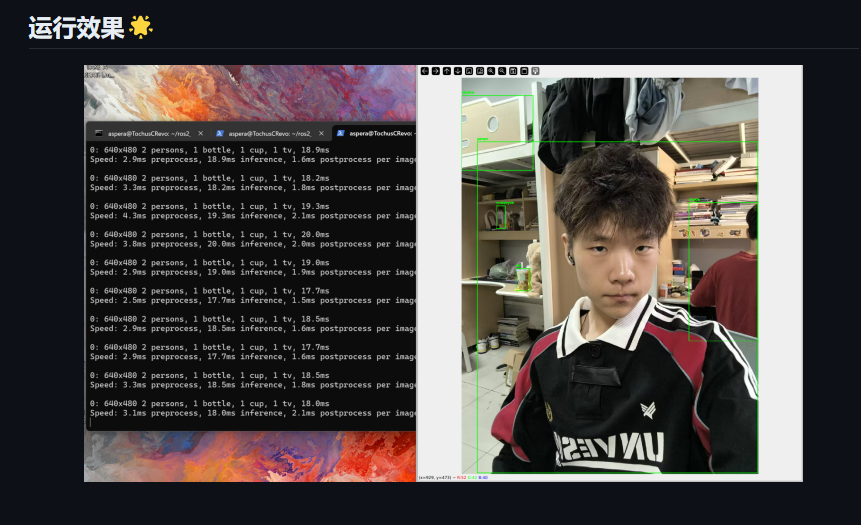 运行效果🌟
aspera@TochusCRevo: ~/ros2_
aspera@TochusCRevo: ~/ros2_
aspera@TochusCRevo: ~
0: 640x480 2 persons, 1 bottle, 1 cup, 1 tv, 18.9ms
Speed: 2.9ms preprocess, 18.9ms inference, 1.6ms postprocess per image
0: 640x480 2 persons, 1 bottle, 1 cup, 1 tv, 18.2ms
Speed: 3.3ms preprocess, 18.2ms inference, 1.8ms postprocess per image
0: 640x480 2 persons, 1 bottle, 1 cup, 1 tv, 19.3ms
Speed: 4.3ms preprocess, 19.3ms inference, 2.1ms postprocess per image
0: 640x480 2 persons, 1 bottle, 1 cup, 1 tv, 20.0ms
Speed: 3.8ms preprocess, 20.0ms inference, 2.0ms postprocess per image
0: 640x480 2 persons, 1 bottle, 1 cup, 1 tv, 19.0ms
Speed: 2.9ms preprocess, 19.0ms inference, 1.9ms postprocess per image
0: 640x480 2 persons, 1 bottle, 1 cup, 1 tv, 17.7ms
Speed: 2.5ms preprocess, 17.7ms inference, 1.5ms postprocess per image
0: 640x480 2 persons, 1 bottle, 1 cup, 1 tv, 18.5ms
Speed: 2.9ms preprocess, 18.5ms inference, 1.6ms postprocess per image
0: 640x480 2 persons, 1 bottle, 1 cup, 1 tv, 17.7ms
Speed: 2.9ms preprocess, 17.7ms inference, 1.6ms postprocess per image
0: 640x480 2 persons, 1 bottle, 1 cup, 1 tv, 18.5ms
Speed: 3.3ms preprocess, 18.5ms inference, 1.8ms postprocess per image
0: 640x480 2 persons, 1 bottle, 1 cup, 1 tv, 18.0ms
Speed: 3.1ms preprocess, 18.0ms inference, 2.1ms postprocess per image